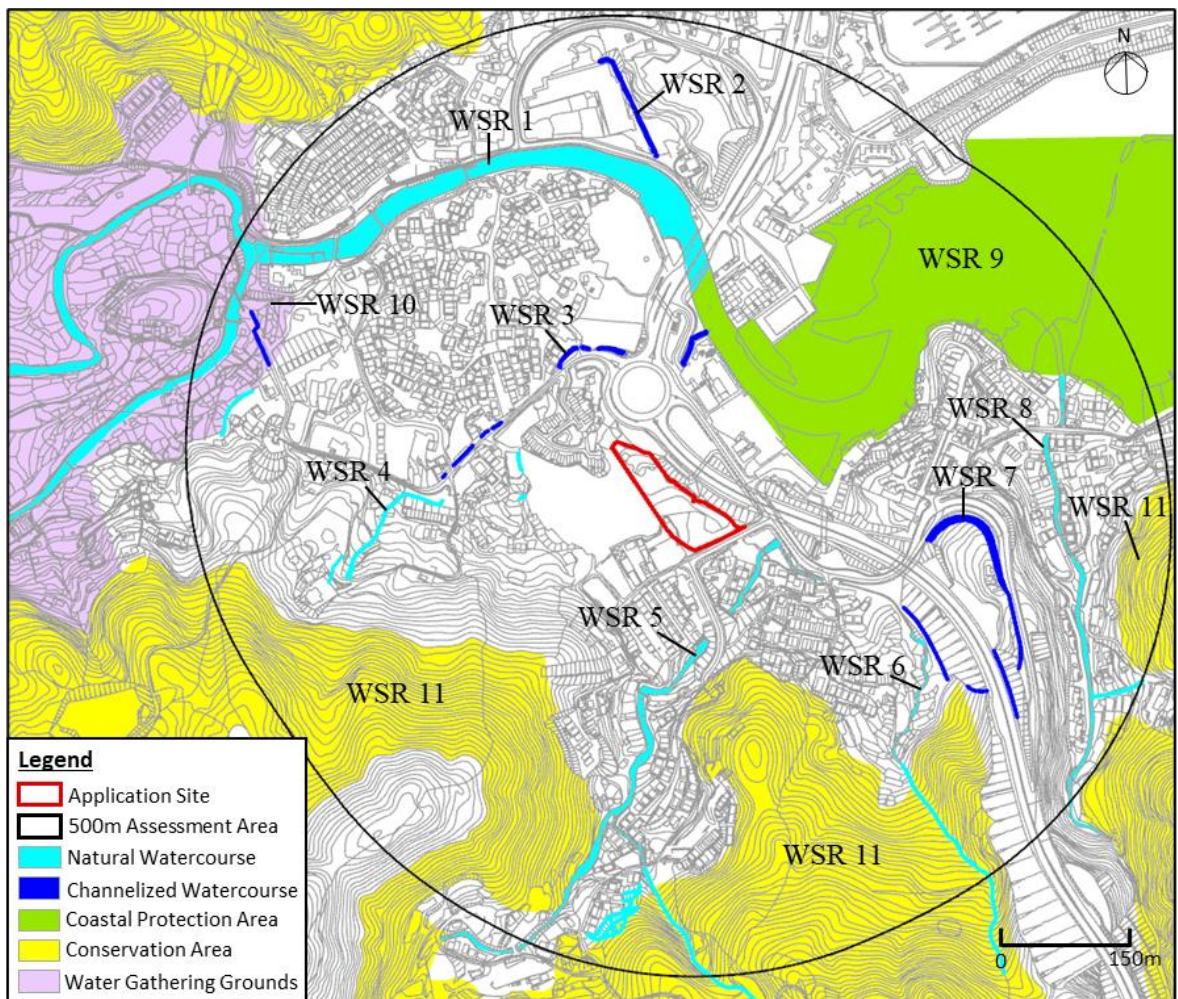 N
WSR 2
WSR 1
WSR 9
WSR 10
WSR 3
WSR 8
WSR 7
WSR 4
WSR 11
WSR 5
WSR 6
WSR 11
WSR 11
Legend
Application Site
500m Assessment Area
Natural Watercourse
Channelized Watercourse
Coastal Protection Area
Conservation Area
Water Gathering Grounds
0 150m